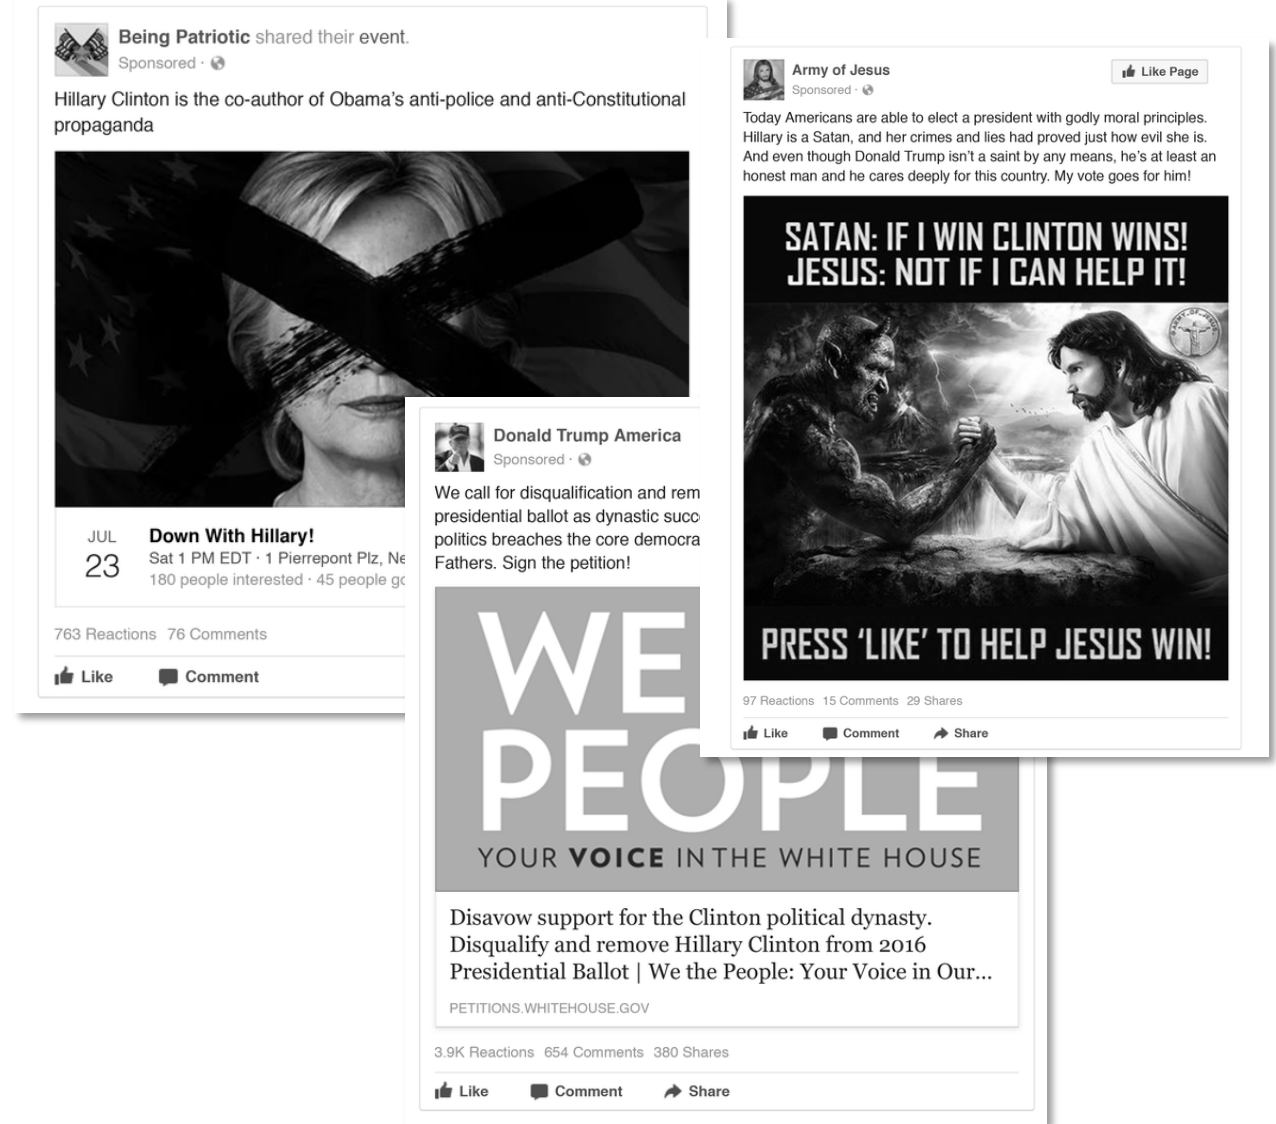 Being Patriotic shared their event.
Sponsored ·
Hillary Clinton is the co-author of Obama's anti-police and anti-Constitutional
propaganda
JUL
23
Down With Hillary!
Sat 1 PM EDT · 1 Pierrepont Plz, Ne
180 people interested · 45 people go
763 Reactions 76 Comments
Like Comment
Donald Trump America
Sponsored ·
We call for disqualification and rem
presidential ballot as dynastic succ
politics breaches the core democra
Fathers. Sign the petition!
WE
PEOPLE
YOUR VOICE IN THE WHITE HOUSE
Disavow support for the Clinton political dynasty.
Disqualify and remove Hillary Clinton from 2016
Presidential Ballot | We the People: Your Voice in Our...
PETITIONS.WHITEHOUSE.GOV
3.9K Reactions 654 Comments 380 Shares
Like Comment Share
Army of Jesus
Sponsored ·
Like Page
Today Americans are able to elect a president with godly moral principles.
Hillary is a Satan, and her crimes and lies had proved just how evil she is.
And even though Donald Trump isn't a saint by any means, he's at least an
honest man and he cares deeply for this country. My vote goes for him!
SATAN: IF I WIN CLINTON WINS!
JESUS: NOT IF I CAN HELP IT!
ARMY OF JESUS
PRESS 'LIKE' TO HELP JESUS WIN!
97 Reactions 15 Comments 29 Shares
Like Comment Share